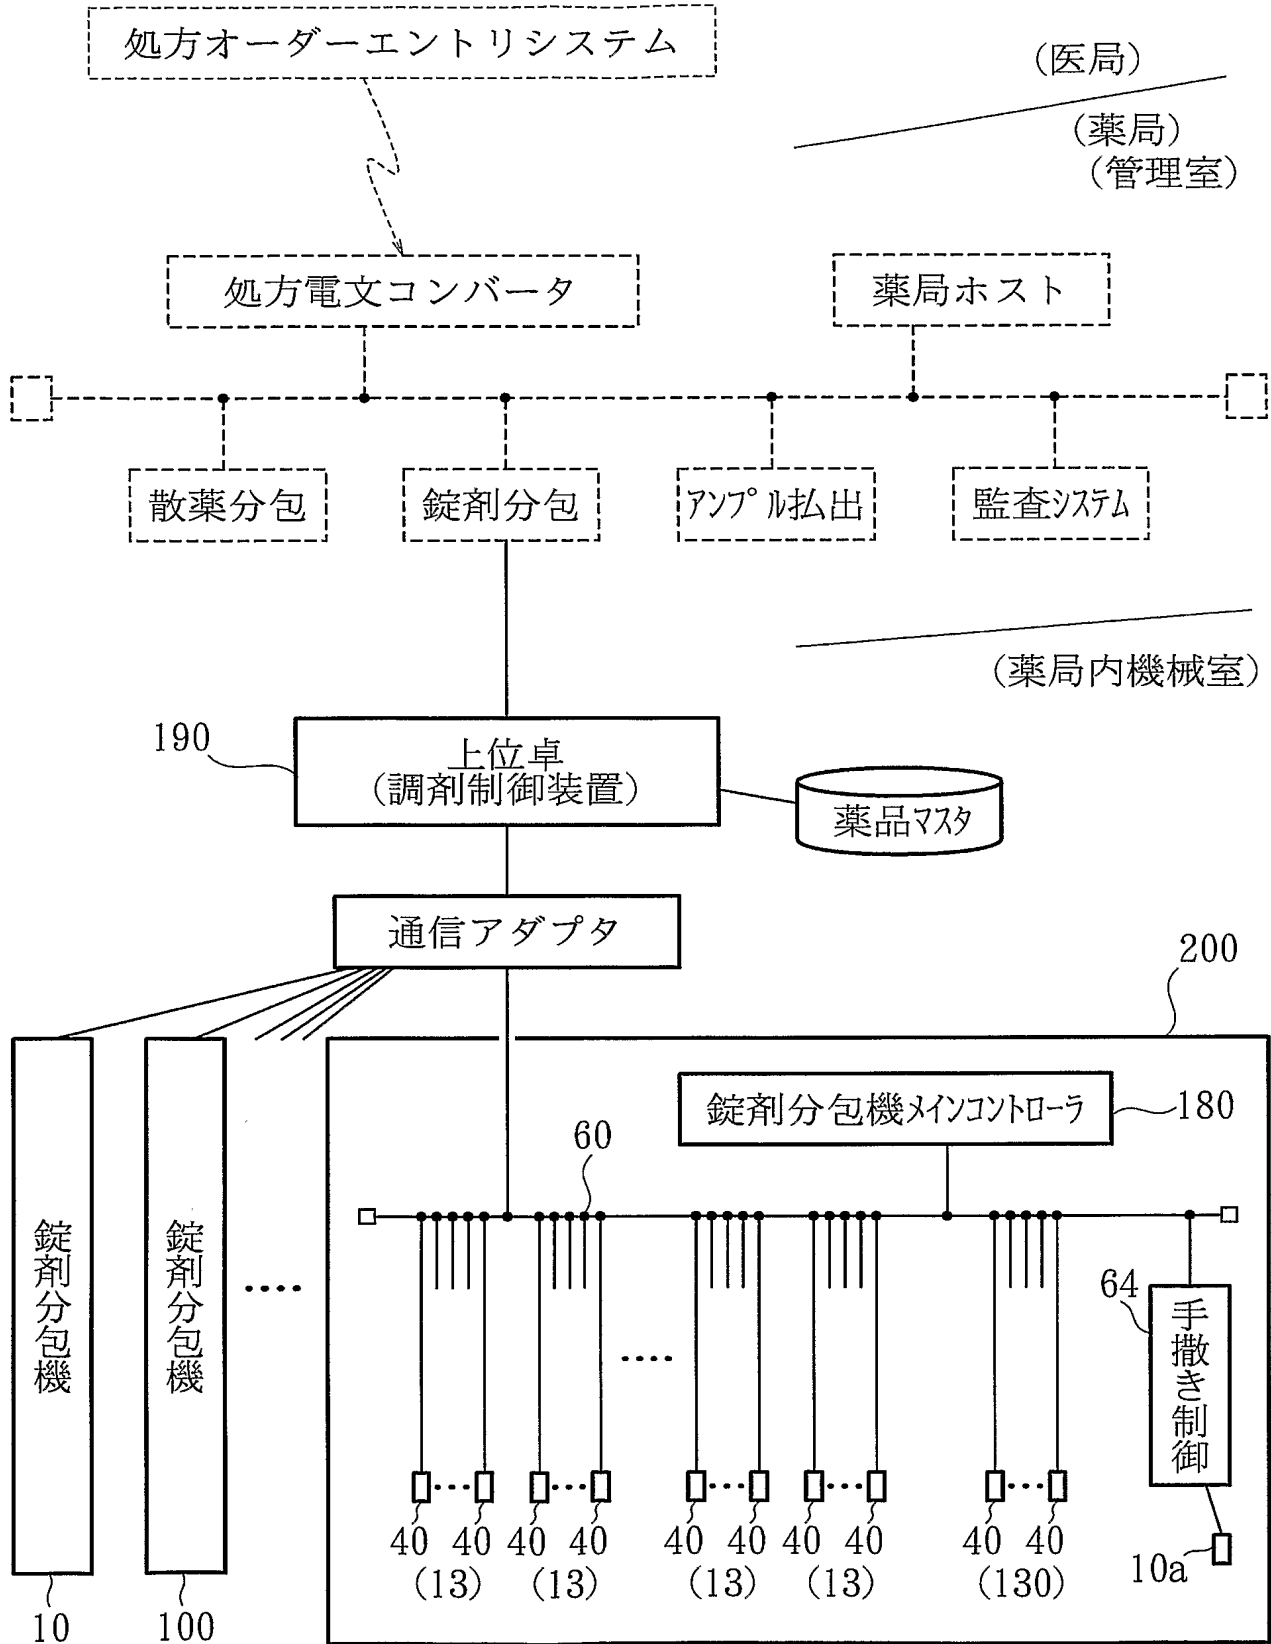 処方オーダーエントリシステム
(医局)
(薬局)
(管理室)
処方電文コンバータ
薬局ホスト
散薬分包
錠剤分包
アンプル払出
監査システム
(薬局内機械室)
190
上位卓
(調剤制御装置)
薬品マスタ
通信アダプタ
200
錠剤分包機メインコントローラ
180
60
錠剤分包機
錠剤分包機
64
手撒き制御
40 40 40 40 40 40 40 40 40 40
(13) (13) (13) (13) (130)
10a
10
100